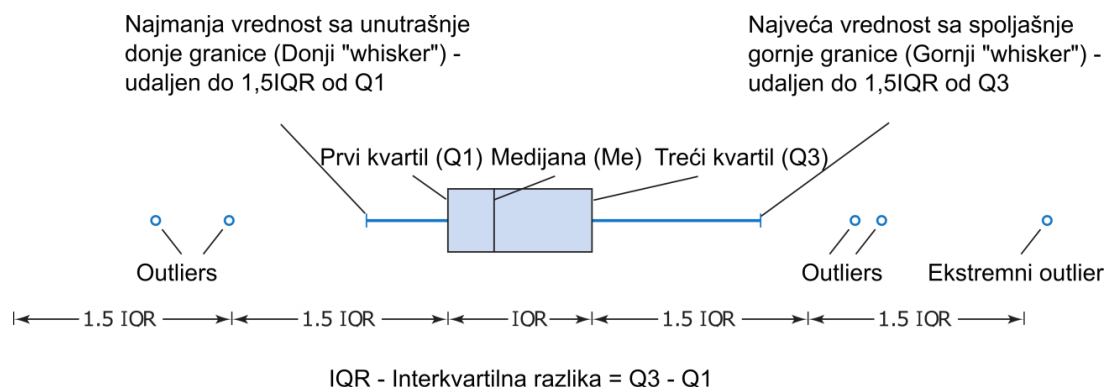 Najmanja vrednost sa unutrašnje
donje granice (Donji "whisker") -
udaljen do 1,5IQR od Q1
Najveća vrednost sa spoljašnje
gornje granice (Gornji "whisker") -
udaljen do 1,5IQR od Q3
Prvi kvartil (Q1) Medijana (Me) Treći kvartil (Q3)
Outliers
Outliers
Ekstremni outlier
1.5 IQR 1.5 IQR IQR 1.5 IQR 1.5 IQR
IQR - Interkvartilna razlika = Q3 - Q1